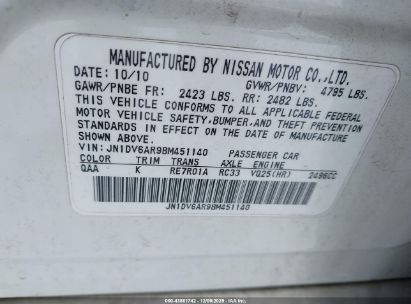 MANUFACTURED BY NISSAN MOTOR CO.,LTD.
DATE: 10/10 GVWR/PNBV: 4795 LBS.
GAWR/PNBE FR: 2423 LBS. RR: 2482 LBS.
THIS VEHICLE CONFORMS TO ALL APPLICABLE FEDERAL
MOTOR VEHICLE SAFETY,BUMPER,AND THEFT PREVENTION
STANDARDS IN EFFECT ON THE DATE OF MANUFACTURE
SHOWN ABOVE.
VIN: JN1DV6AR9BM451140 PASSENGER CAR
COLOR TRIM TRANS AXLE ENGINE
QAA K RE7R01A RC33 VQ25(HR) 2496CC
JN1DV6AR9BM451140